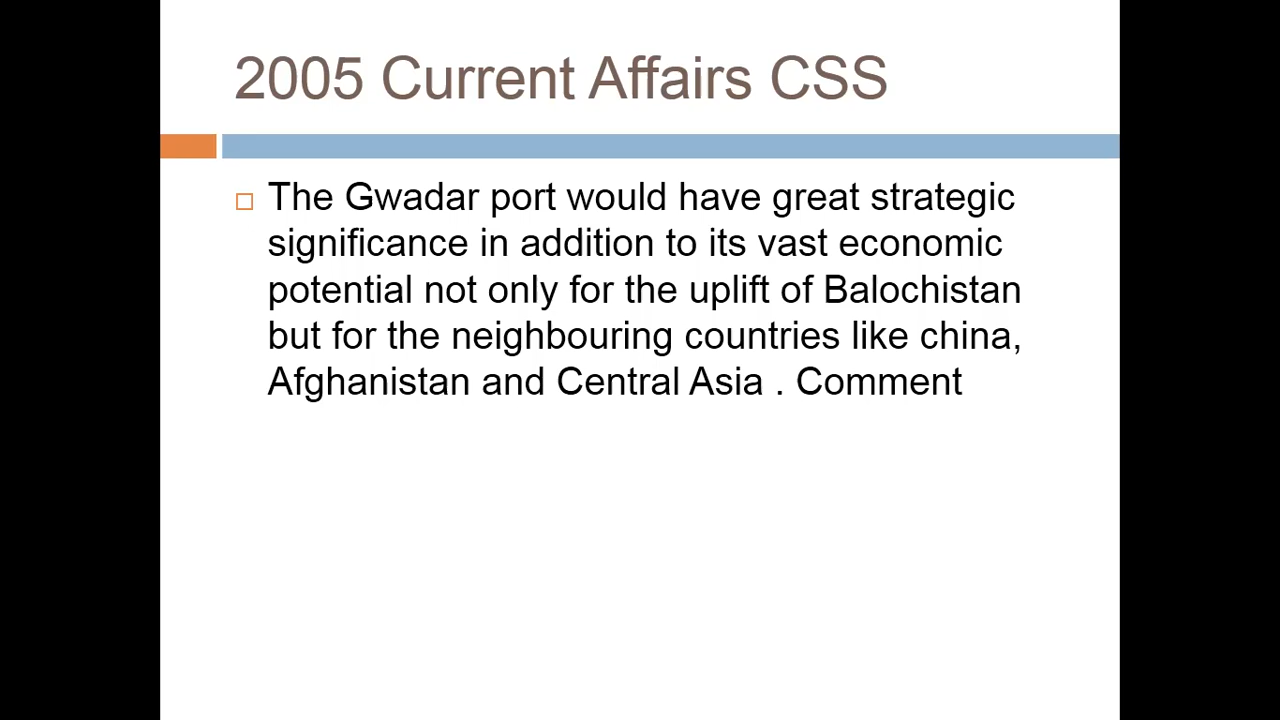 2005 Current Affairs CSS
The Gwadar port would have great strategic
significance in addition to its vast economic
potential not only for the uplift of Balochistan
but for the neighbouring countries like china,
Afghanistan and Central Asia . Comment